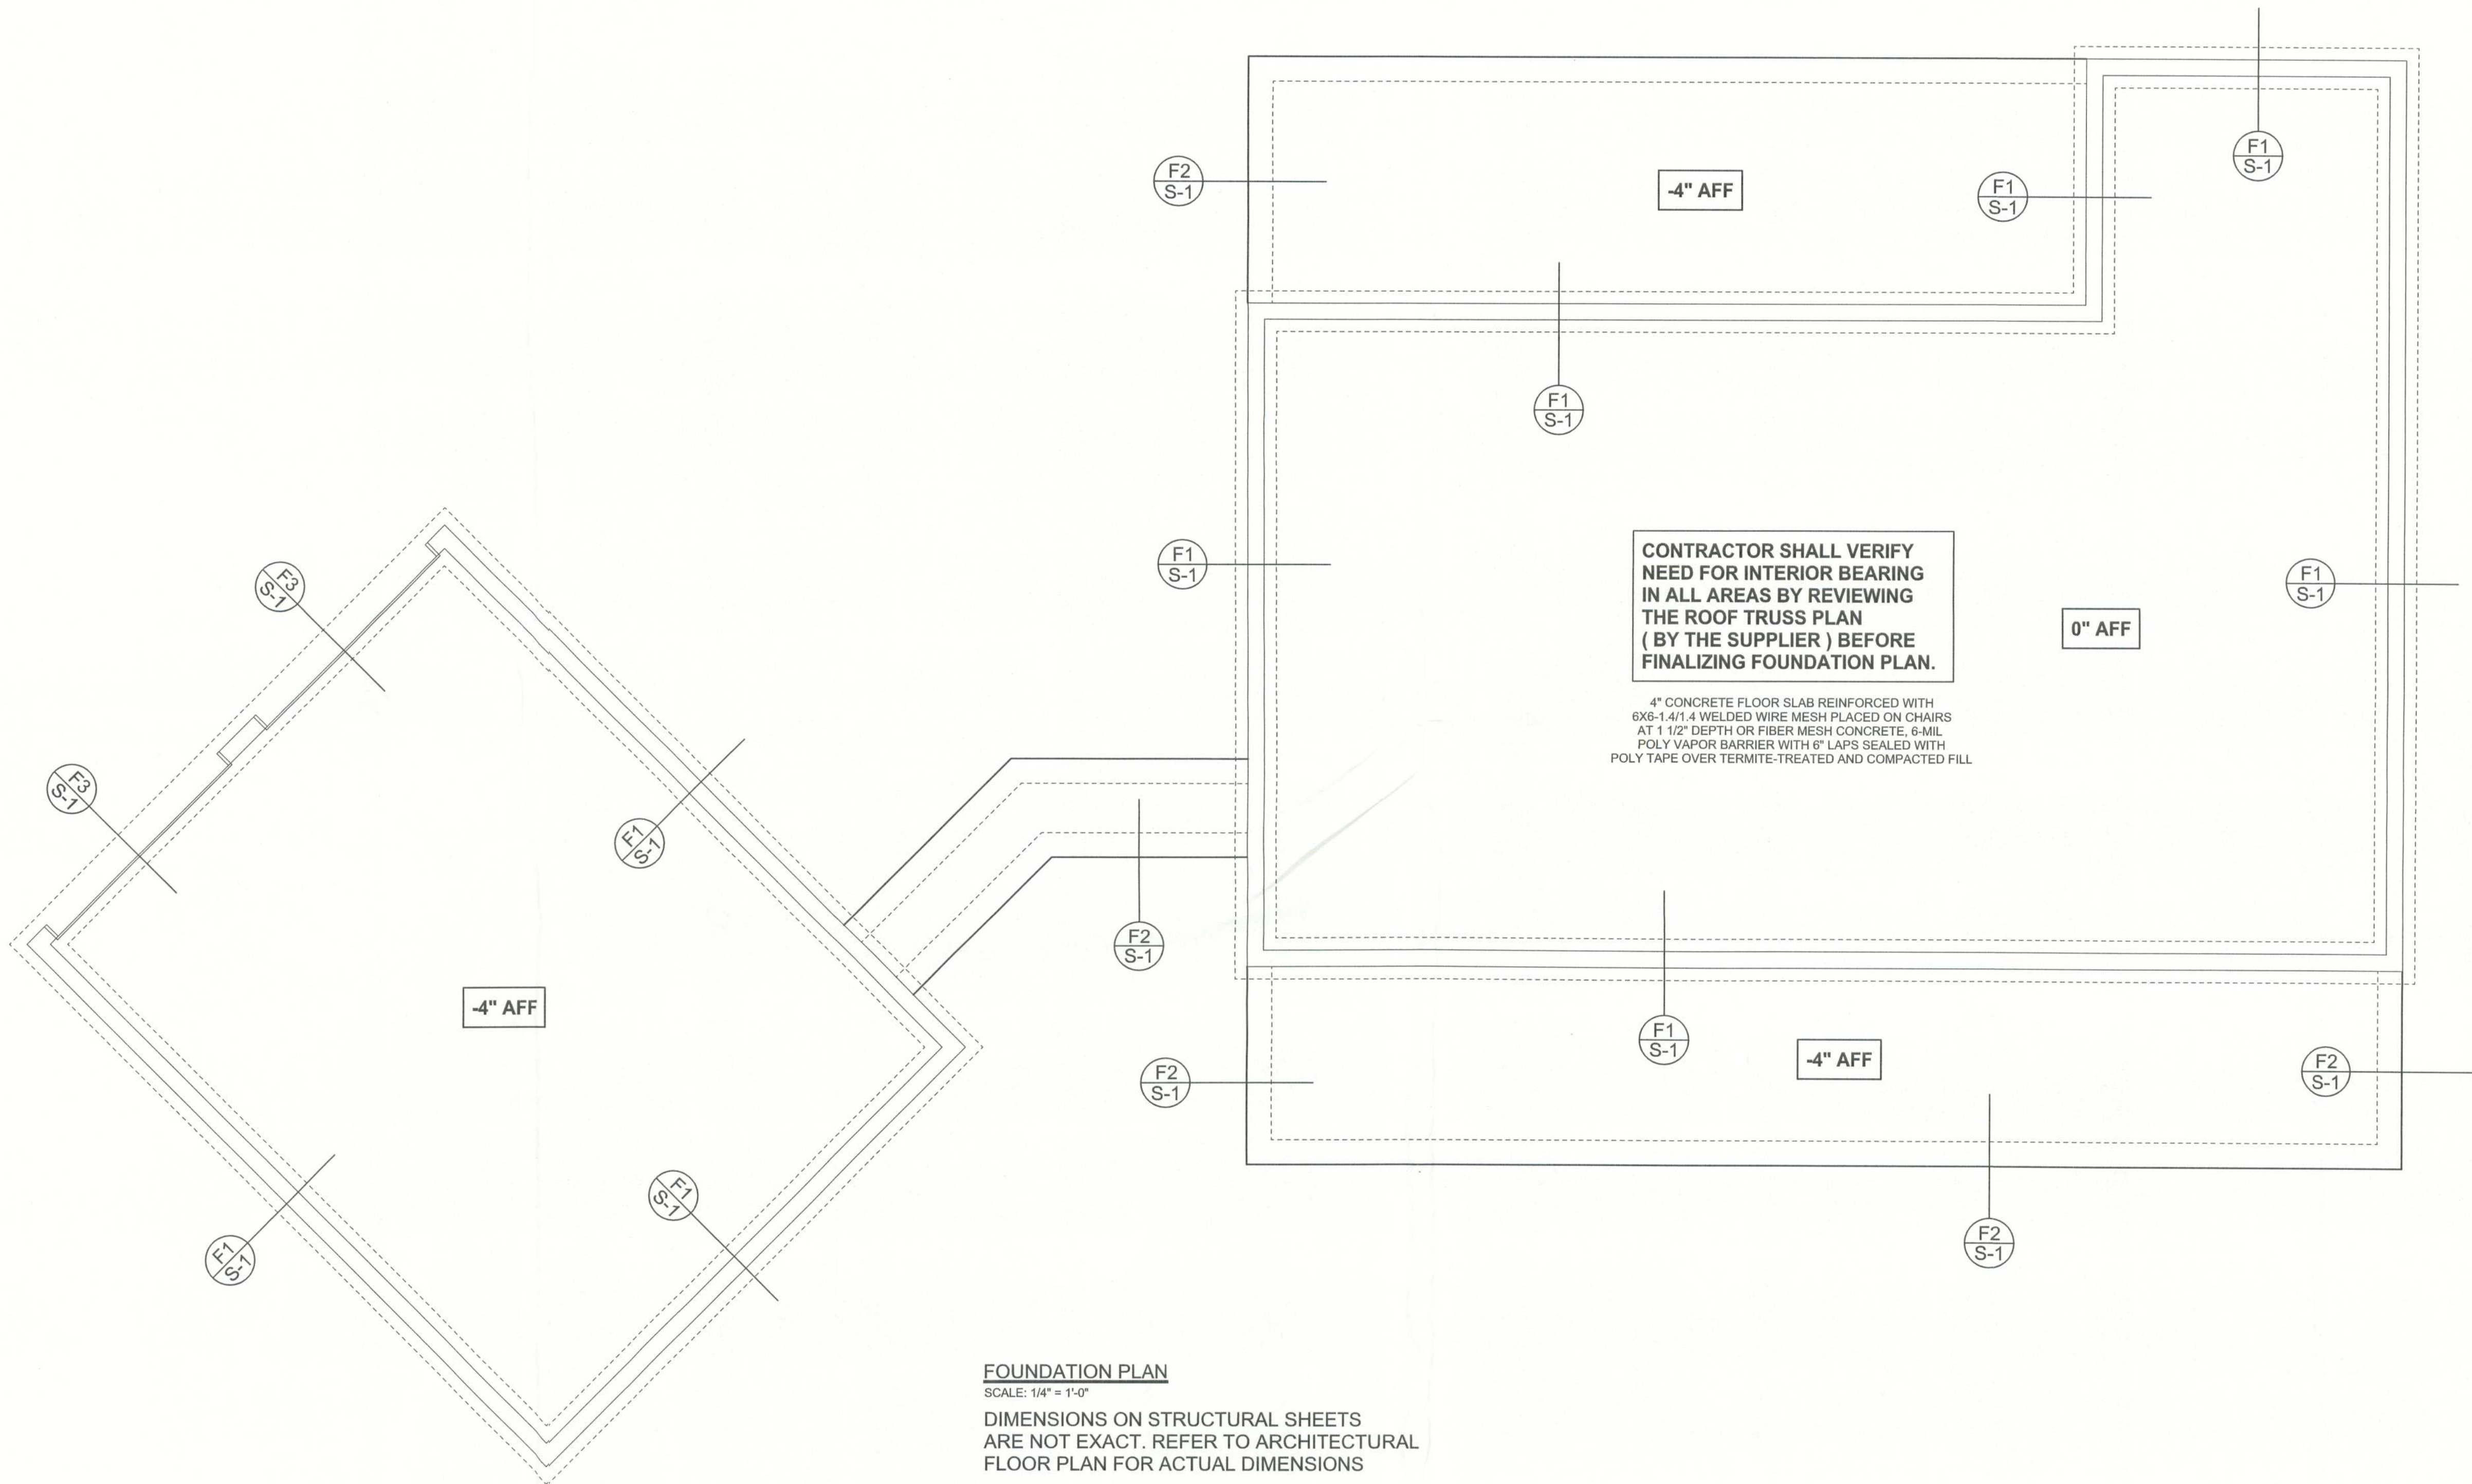 F1
S-1
F2
S-1
-4" AFF
F1
S-1
F1
S-1
F1
S-1
F3
S-1
CONTRACTOR SHALL VERIFY
NEED FOR INTERIOR BEARING
IN ALL AREAS BY REVIEWING
THE ROOF TRUSS PLAN
( BY THE SUPPLIER ) BEFORE
FINALIZING FOUNDATION PLAN.
F1
S-1
0" AFF
4" CONCRETE FLOOR SLAB REINFORCED WITH
6X6-1.4/1.4 WELDED WIRE MESH PLACED ON CHAIRS
AT 1 1/2" DEPTH OR FIBER MESH CONCRETE, 6-MIL
POLY VAPOR BARRIER WITH 6" LAPS SEALED WITH
POLY TAPE OVER TERMITE-TREATED AND COMPACTED FILL
F3
S-1
F1
S-1
F2
S-1
-4" AFF
F1
S-1
-4" AFF
F2
S-1
F2
S-1
F1
S-1
F1
S-1
F2
S-1
FOUNDATION PLAN
SCALE: 1/4" = 1'-0"
DIMENSIONS ON STRUCTURAL SHEETS
ARE NOT EXACT. REFER TO ARCHITECTURAL
FLOOR PLAN FOR ACTUAL DIMENSIONS